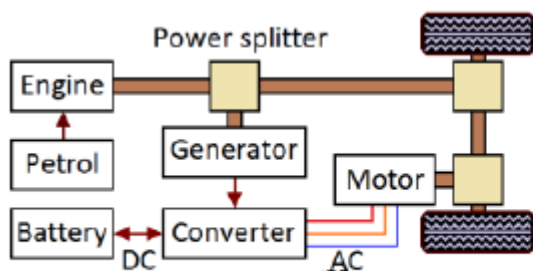 Power splitter
Engine
Petrol
Generator
Motor
Battery
DC
Converter
AC